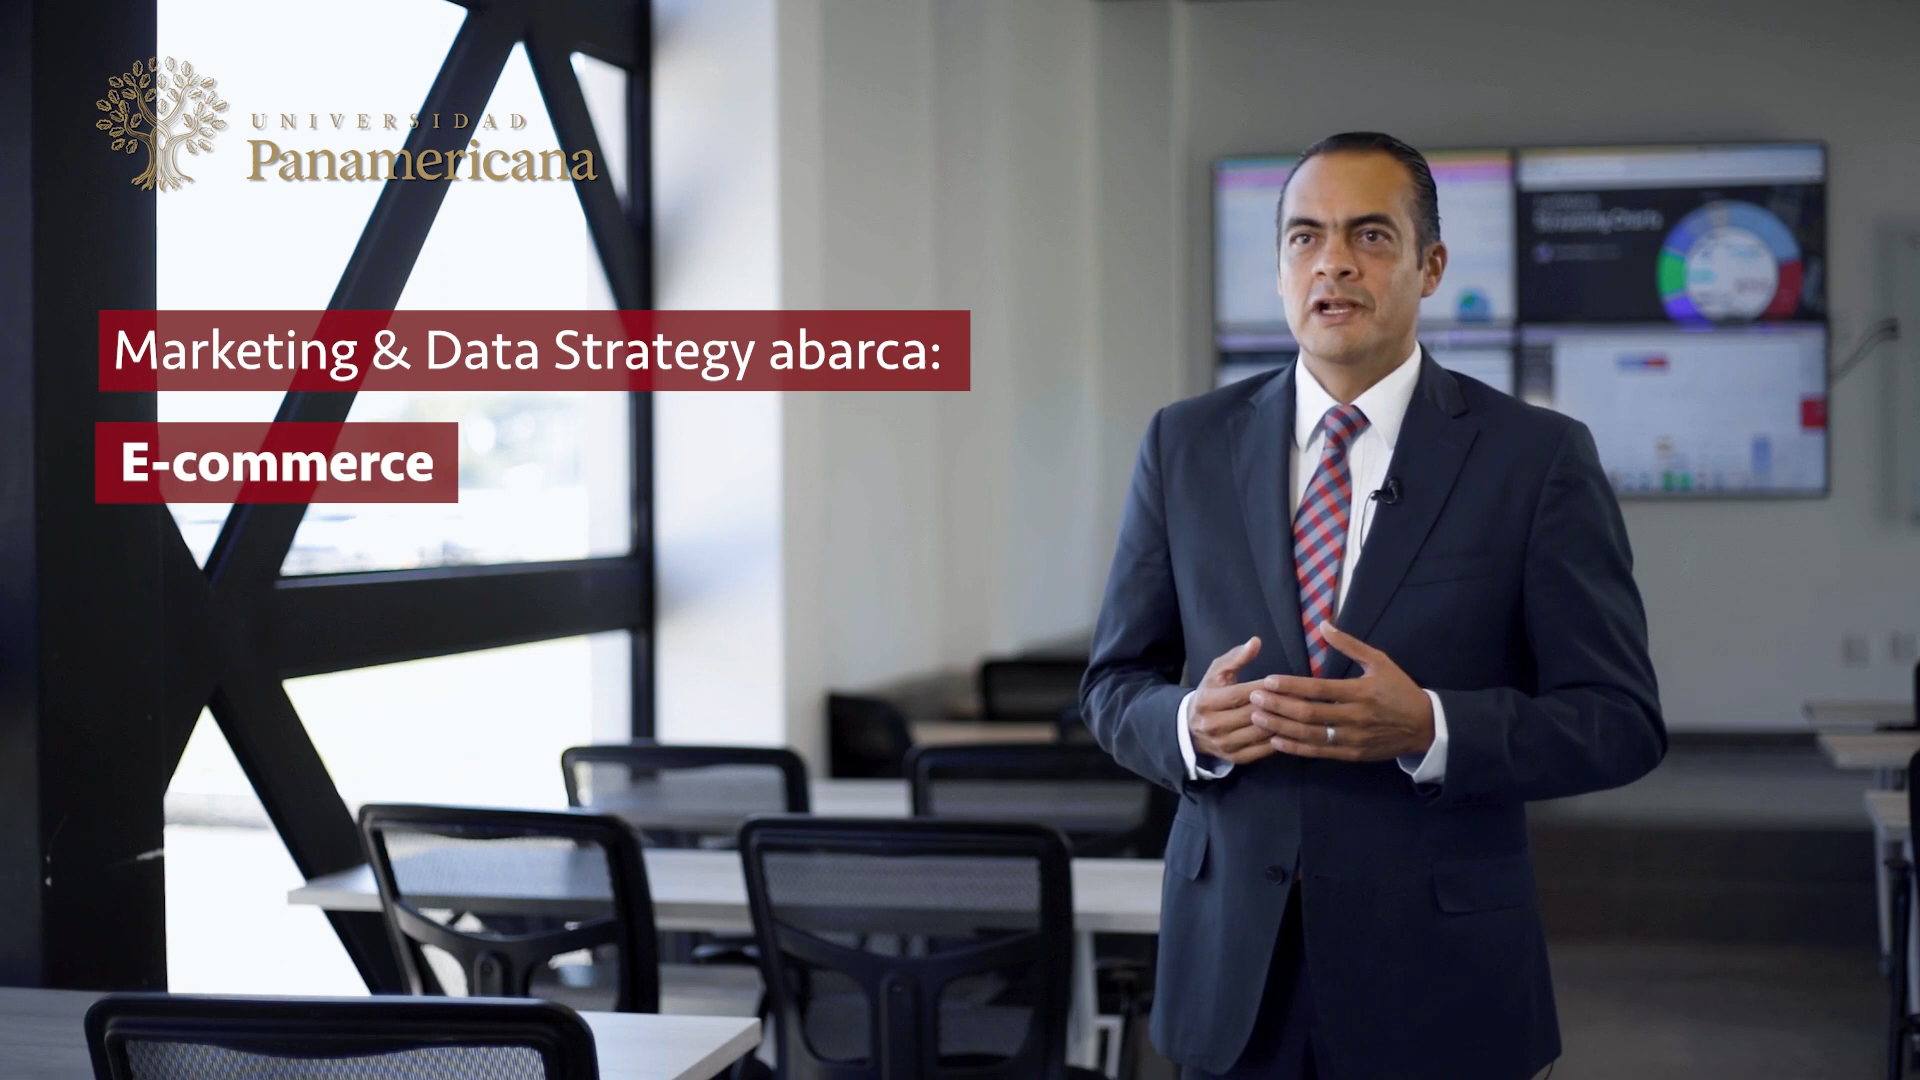 UNIVERSIDAD
Panamericana
Marketing & Data Strategy abarca:
E-commerce